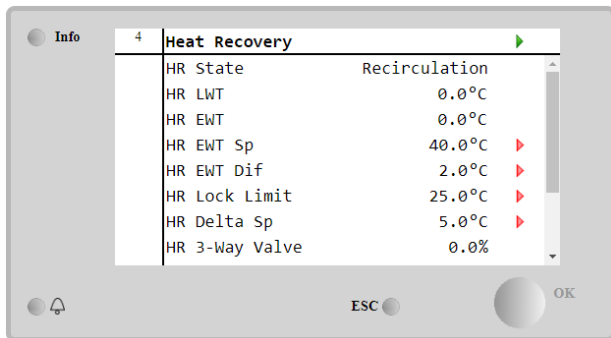 Info
4 Heat Recovery
HR State Recirculation
HR LWT 0.0°C
HR EWT 0.0°C
HR EWT Sp 40.0°C
HR EWT Dif 2.0°C
HR Lock Limit 25.0°C
HR Delta Sp 5.0°C
HR 3-Way Valve 0.0%
ESC
OK